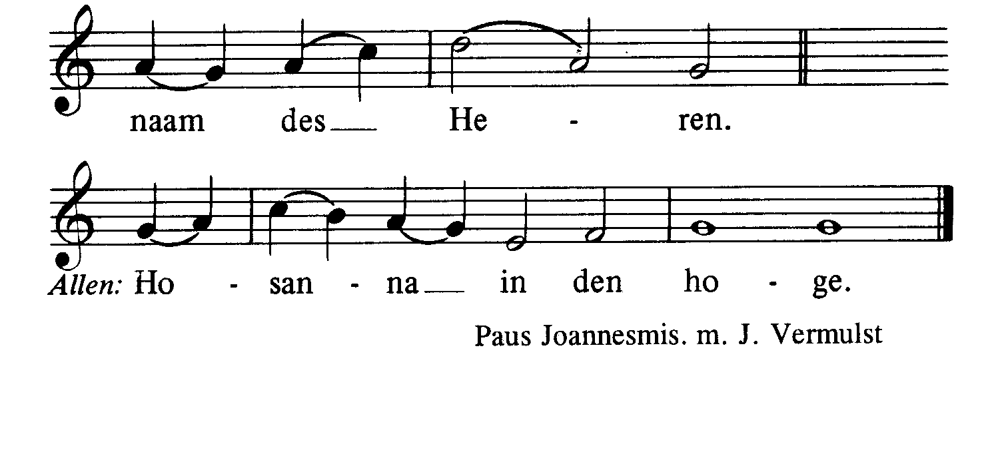 naam des He - ren.
Allen: Ho - san - na in den ho - ge.
Paus Joannesmis. m. J. Vermulst